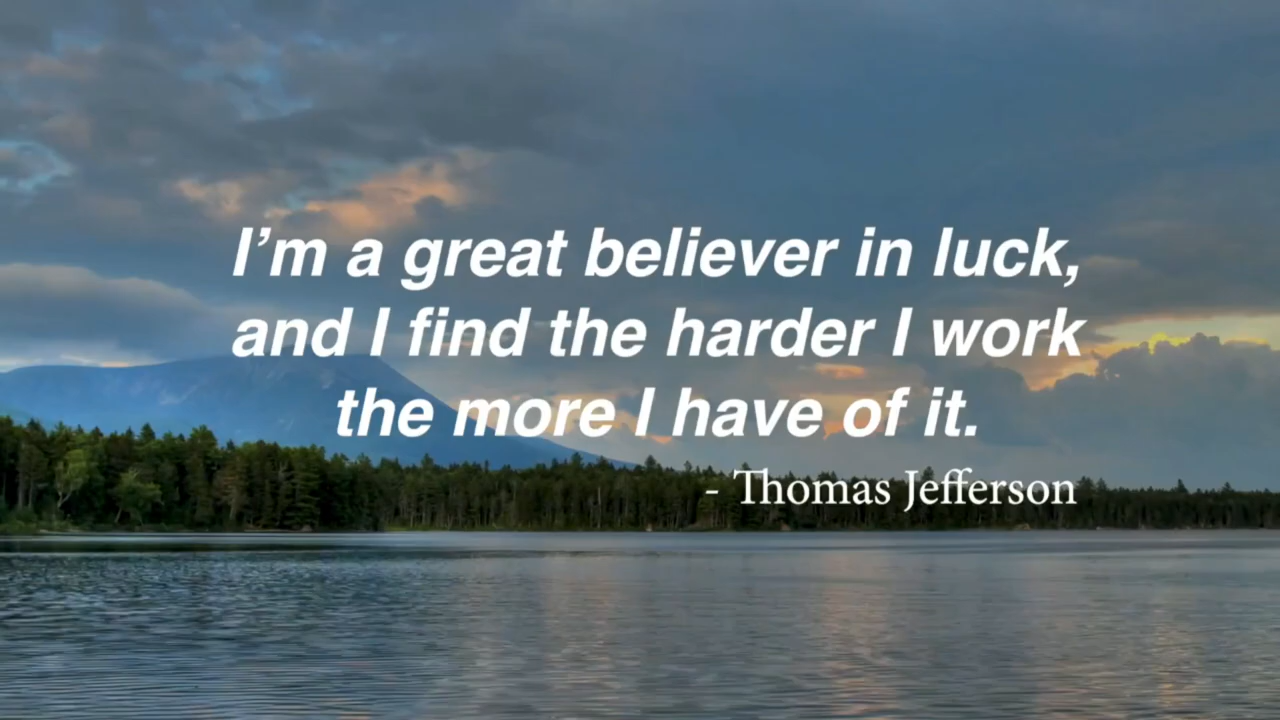 I’m a great believer in luck,
and I find the harder I work
the more I have of it.
- Thomas Jefferson